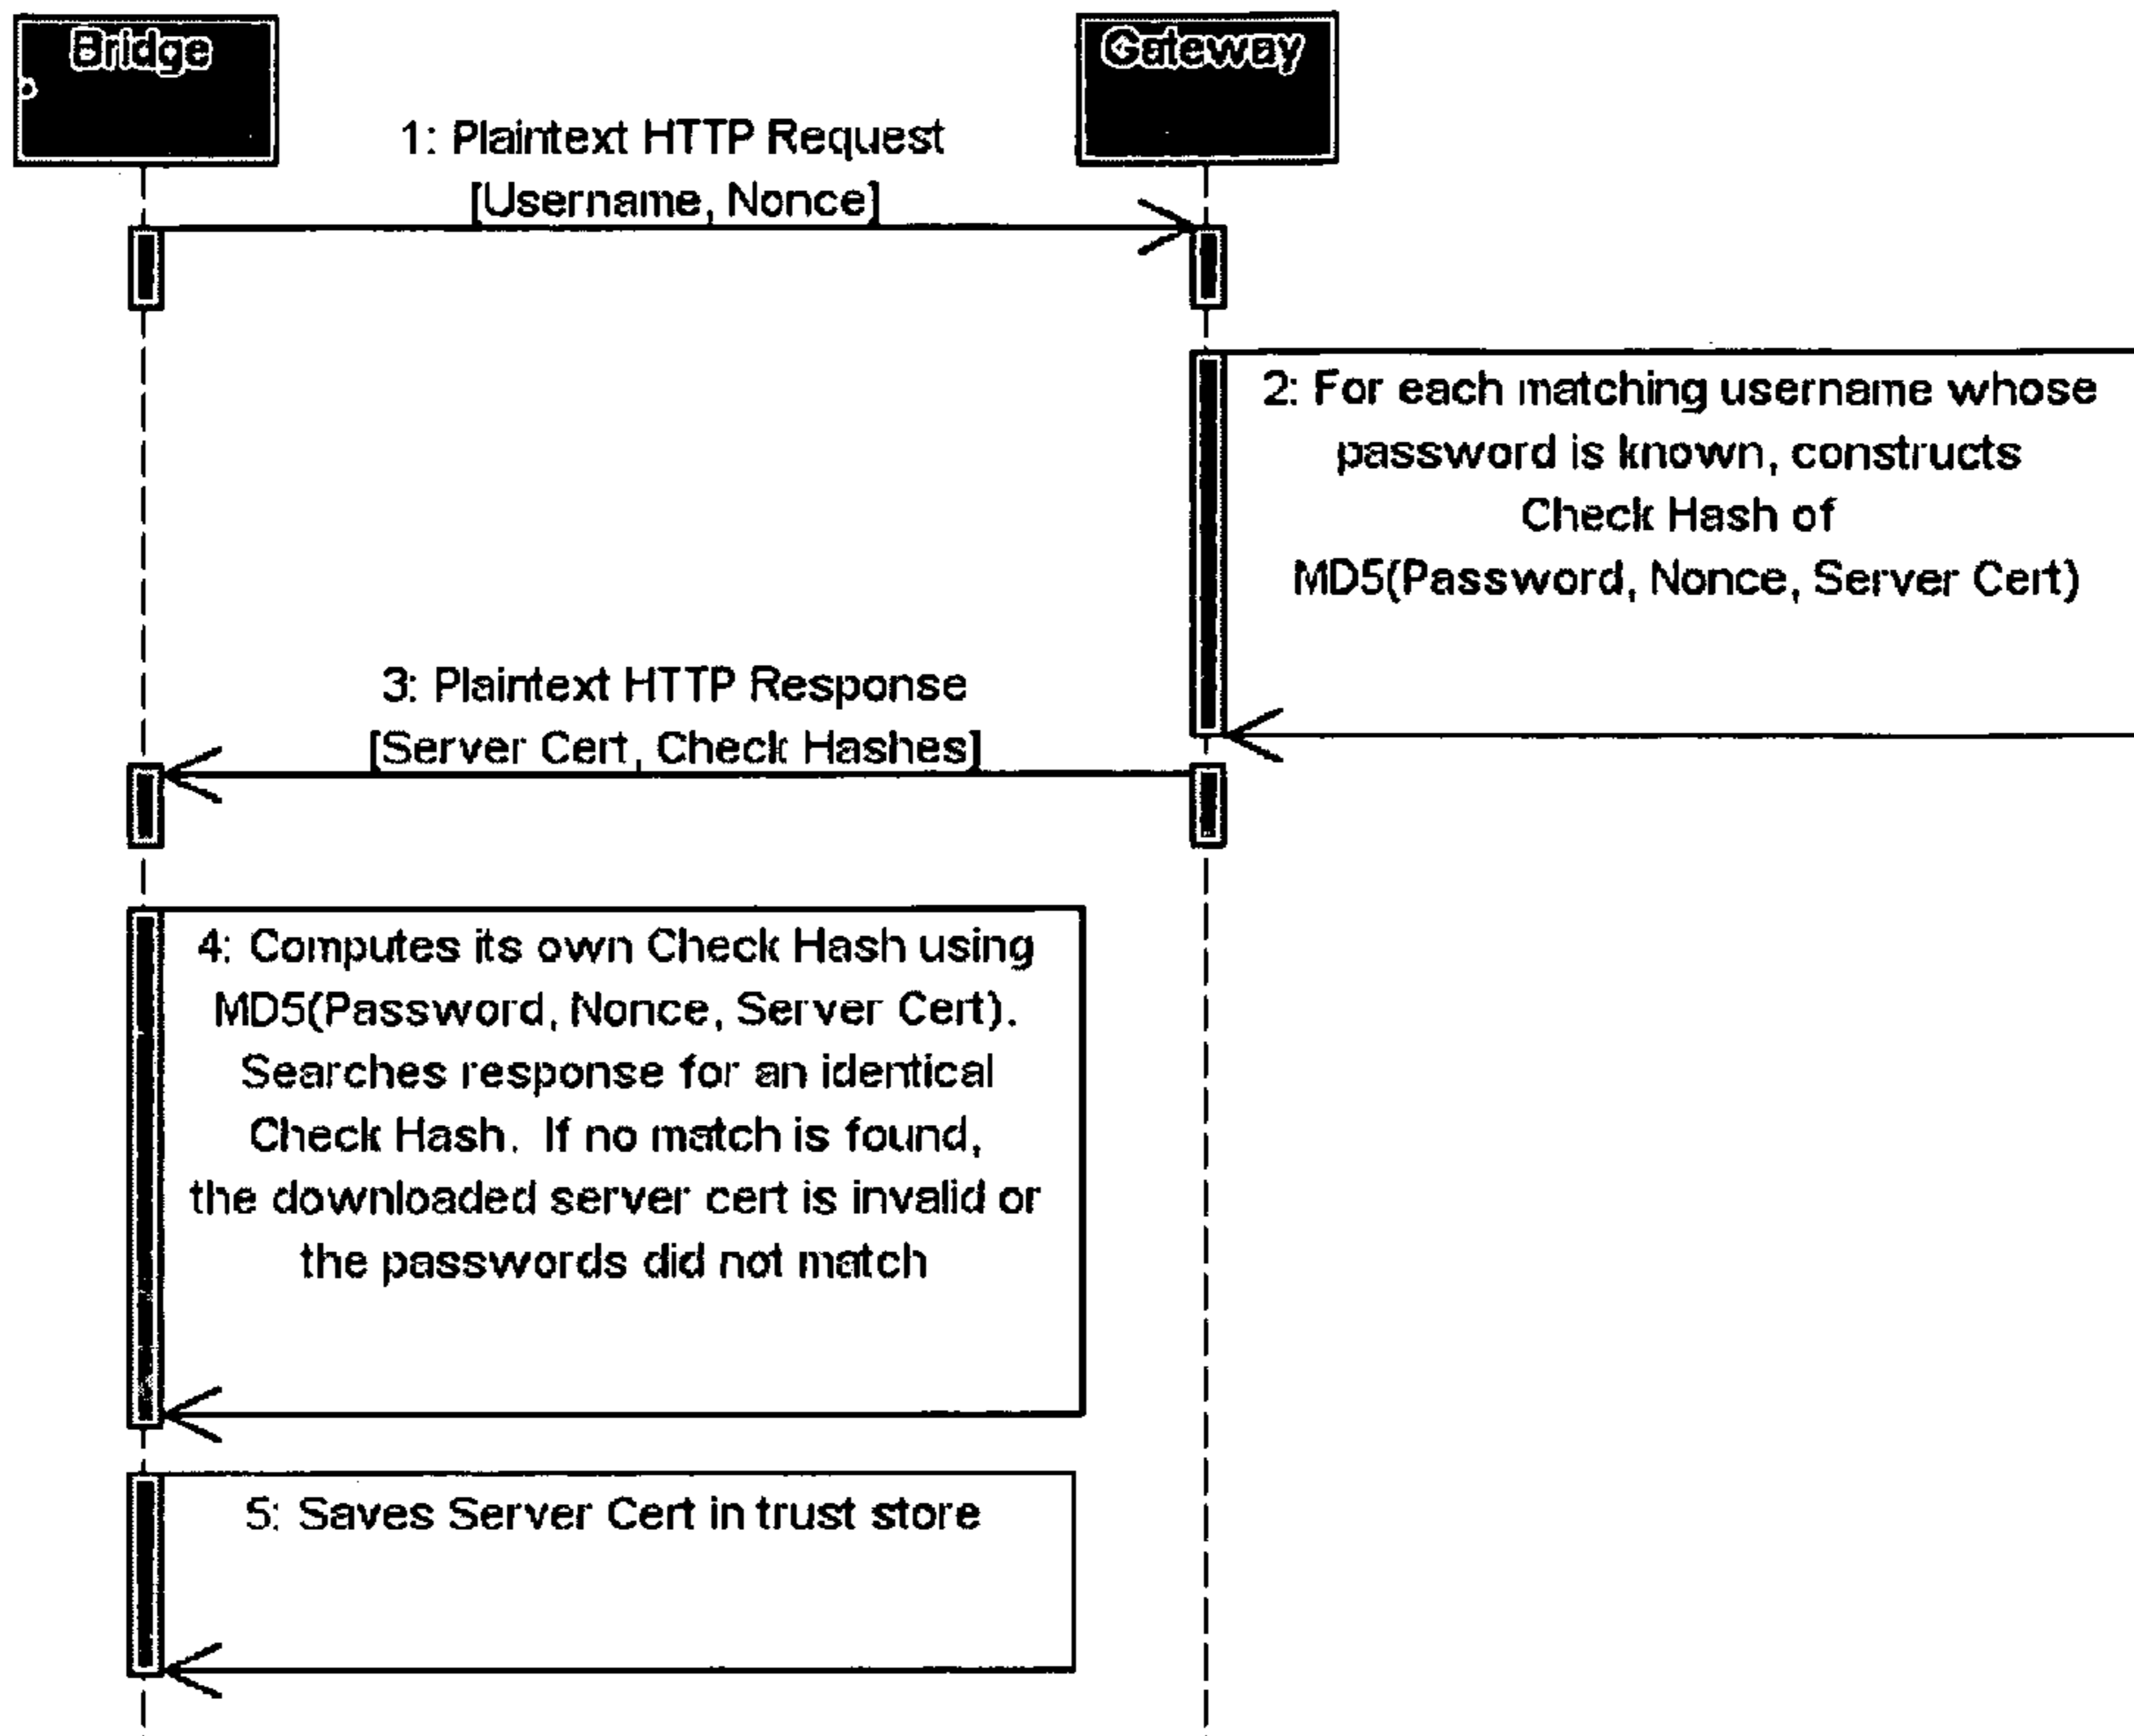 Bridge
Gateway
1: Plaintext HTTP Request
[Username, Nonce]
2: For each matching username whose
password is known, constructs
Check Hash of
MD5(Password, Nonce, Server Cert)
3: Plaintext HTTP Response
[Server Cert, Check Hashes]
4: Computes its own Check Hash using
MD5(Password, Nonce, Server Cert).
Searches response for an identical
Check Hash. If no match is found,
the downloaded server cert is invalid or
the passwords did not match
5: Saves Server Cert in trust store